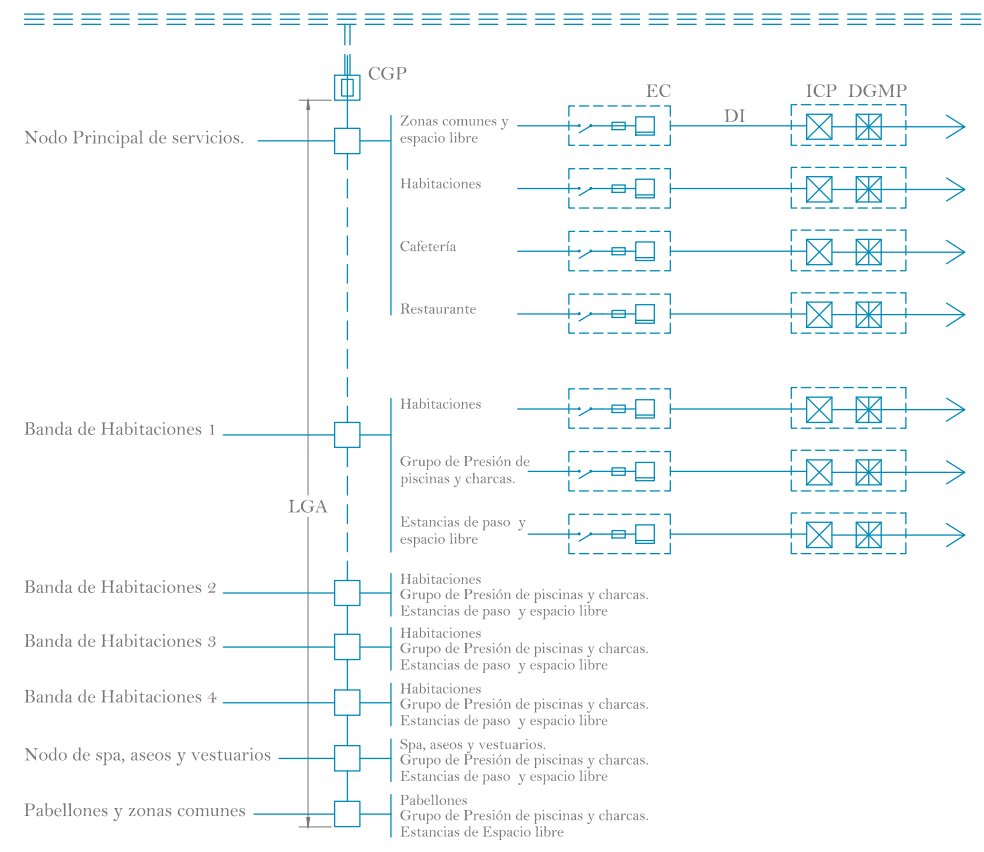 CGP
EC
ICP DGMP
DI
Nodo Principal de servicios.
Zonas comunes y
espacio libre
Habitaciones
Cafetería
Restaurante
Banda de Habitaciones 1
Habitaciones
Grupo de Presión de
piscinas y charcas.
Estancias de paso y
espacio libre
LGA
Banda de Habitaciones 2
Habitaciones
Grupo de Presión de piscinas y charcas.
Estancias de paso y espacio libre
Banda de Habitaciones 3
Habitaciones
Grupo de Presión de piscinas y charcas.
Estancias de paso y espacio libre
Banda de Habitaciones 4
Habitaciones
Grupo de Presión de piscinas y charcas.
Estancias de paso y espacio libre
Nodo de spa, aseos y vestuarios
Spa, aseos y vestuarios.
Grupo de Presión de piscinas y charcas.
Estancias de paso y espacio libre
Pabellones y zonas comunes
Pabellones
Grupo de Presión de piscinas y charcas.
Estancias de Espacio libre